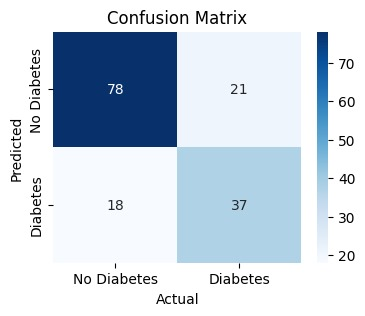 Confusion Matrix
Predicted
No Diabetes
Diabetes
78 21
18 37
No Diabetes Diabetes
Actual
70
60
50
40
30
20